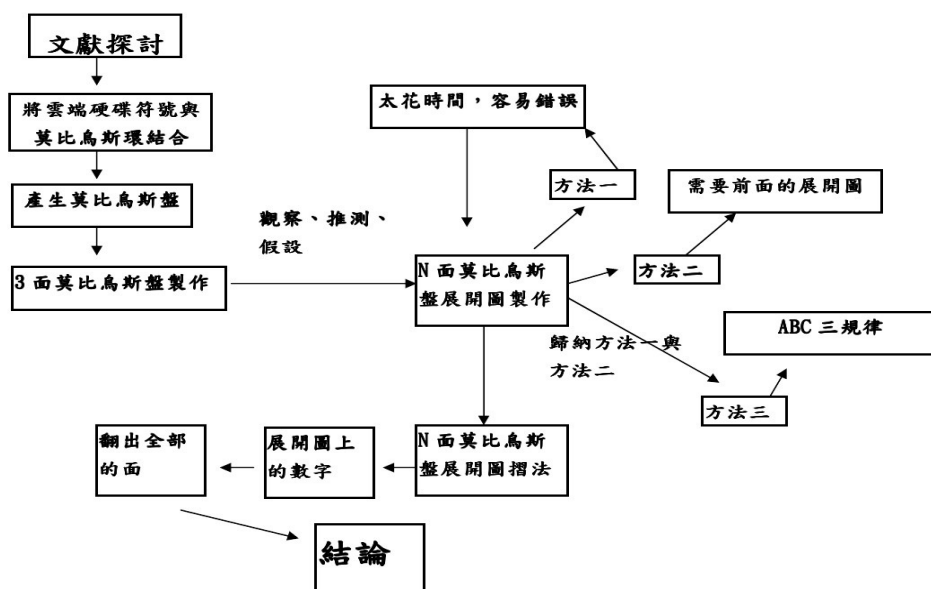 文獻探討
將雲端硬碟符號與
莫比烏斯環結合
產生莫比烏斯盤
3 面莫比烏斯盤製作
觀察、推測、
假設
太花時間，容易錯誤
方法一
需要前面的展開圖
方法二
N 面莫比烏斯
盤展開圖製作
ABC 三規律
歸納方法一與
方法二
方法三
N 面莫比烏斯
盤展開圖摺法
展開圖上
的數字
翻出全部
的面
結論